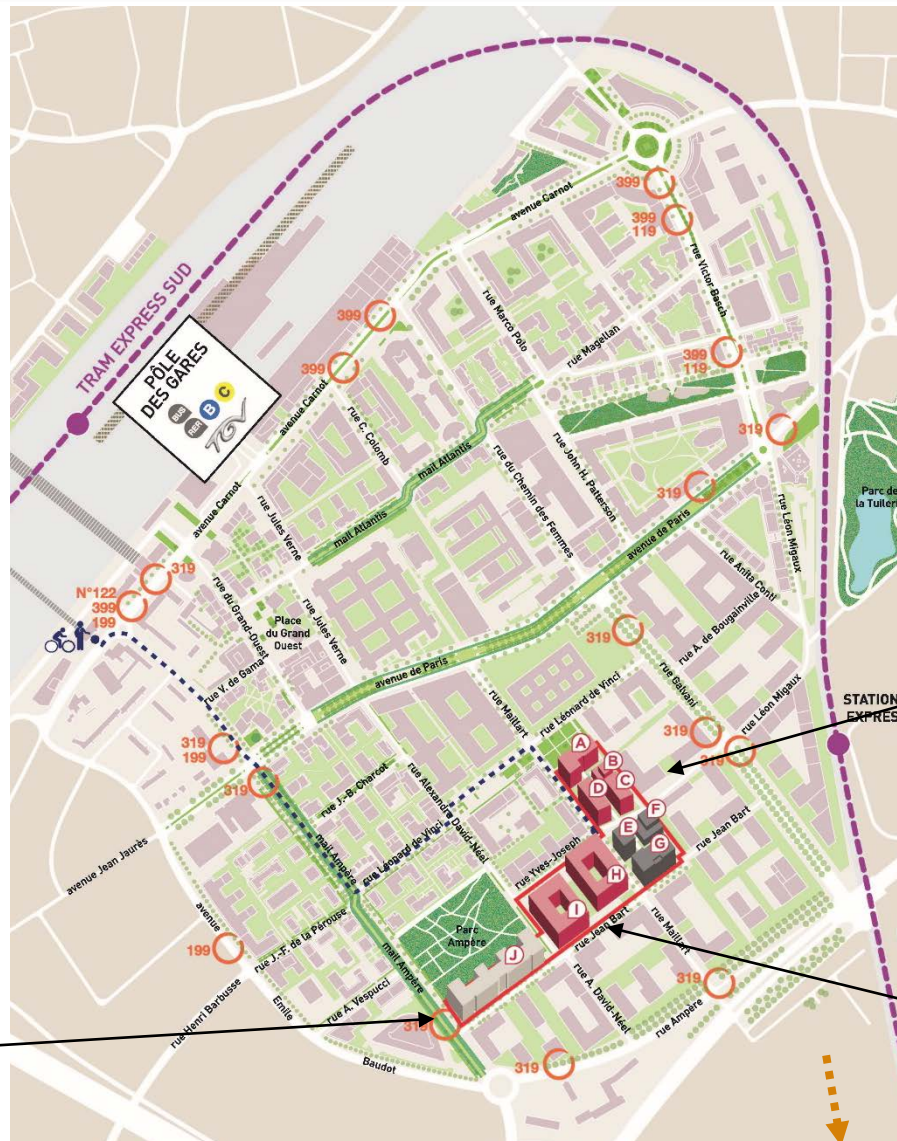 TRAM EXPRESS SUD
PÔLE
DES GARES
BUS
RER
B
C
TGV
399
399
119
avenue Carnot
rue Victor Basch
399
399
rue Marco Polo
rue Magellan
399
119
319
avenue Carnot
rue C. Colomb
mail Atlantis
rue du Chemin des Femmes
rue John H. Patterson
319
Parc de
la Tuiler
avenue Carnot
rue Jules Verne
mail Atlantis
avenue de Paris
rue Léon Migaux
rue Anita Conti
319
N°122
399
199
rue du Grand-Ouest
Place
du Grand
Ouest
rue Jules Verne
319
rue A. de Bougainville
rue V. de Gama
avenue de Paris
rue Maillart
rue Léonard de Vinci
rue Galvani
rue Léon Migaux
STATION
EXPRES
319
199
319
319
319
A
B
C
D
E
F
G
H
I
J
rue J.-B. Charcot
rue Alexandra David-Néel
mail Ampère
rue Léonard de Vinci
rue Yves-Joseph
rue Jean Bart
avenue Jean Jaurès
rue J.-F. de la Pérouse
Parc
Ampère
rue Jean Bart
rue Maillart
199
avenue
Emile
Baudot
mail Ampère
rue A. Vespucci
rue Henri Barbusse
rue A. David-Néel
rue Ampère
319
319
319